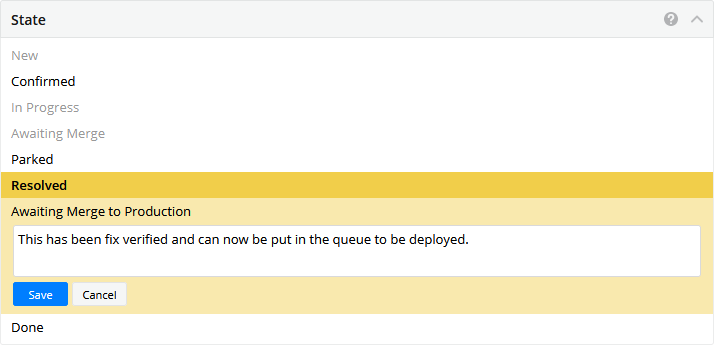 State
New
Confirmed
In Progress
Awaiting Merge
Parked
Resolved
Awaiting Merge to Production
This has been fix verified and can now be put in the queue to be deployed.
Save Cancel
Done